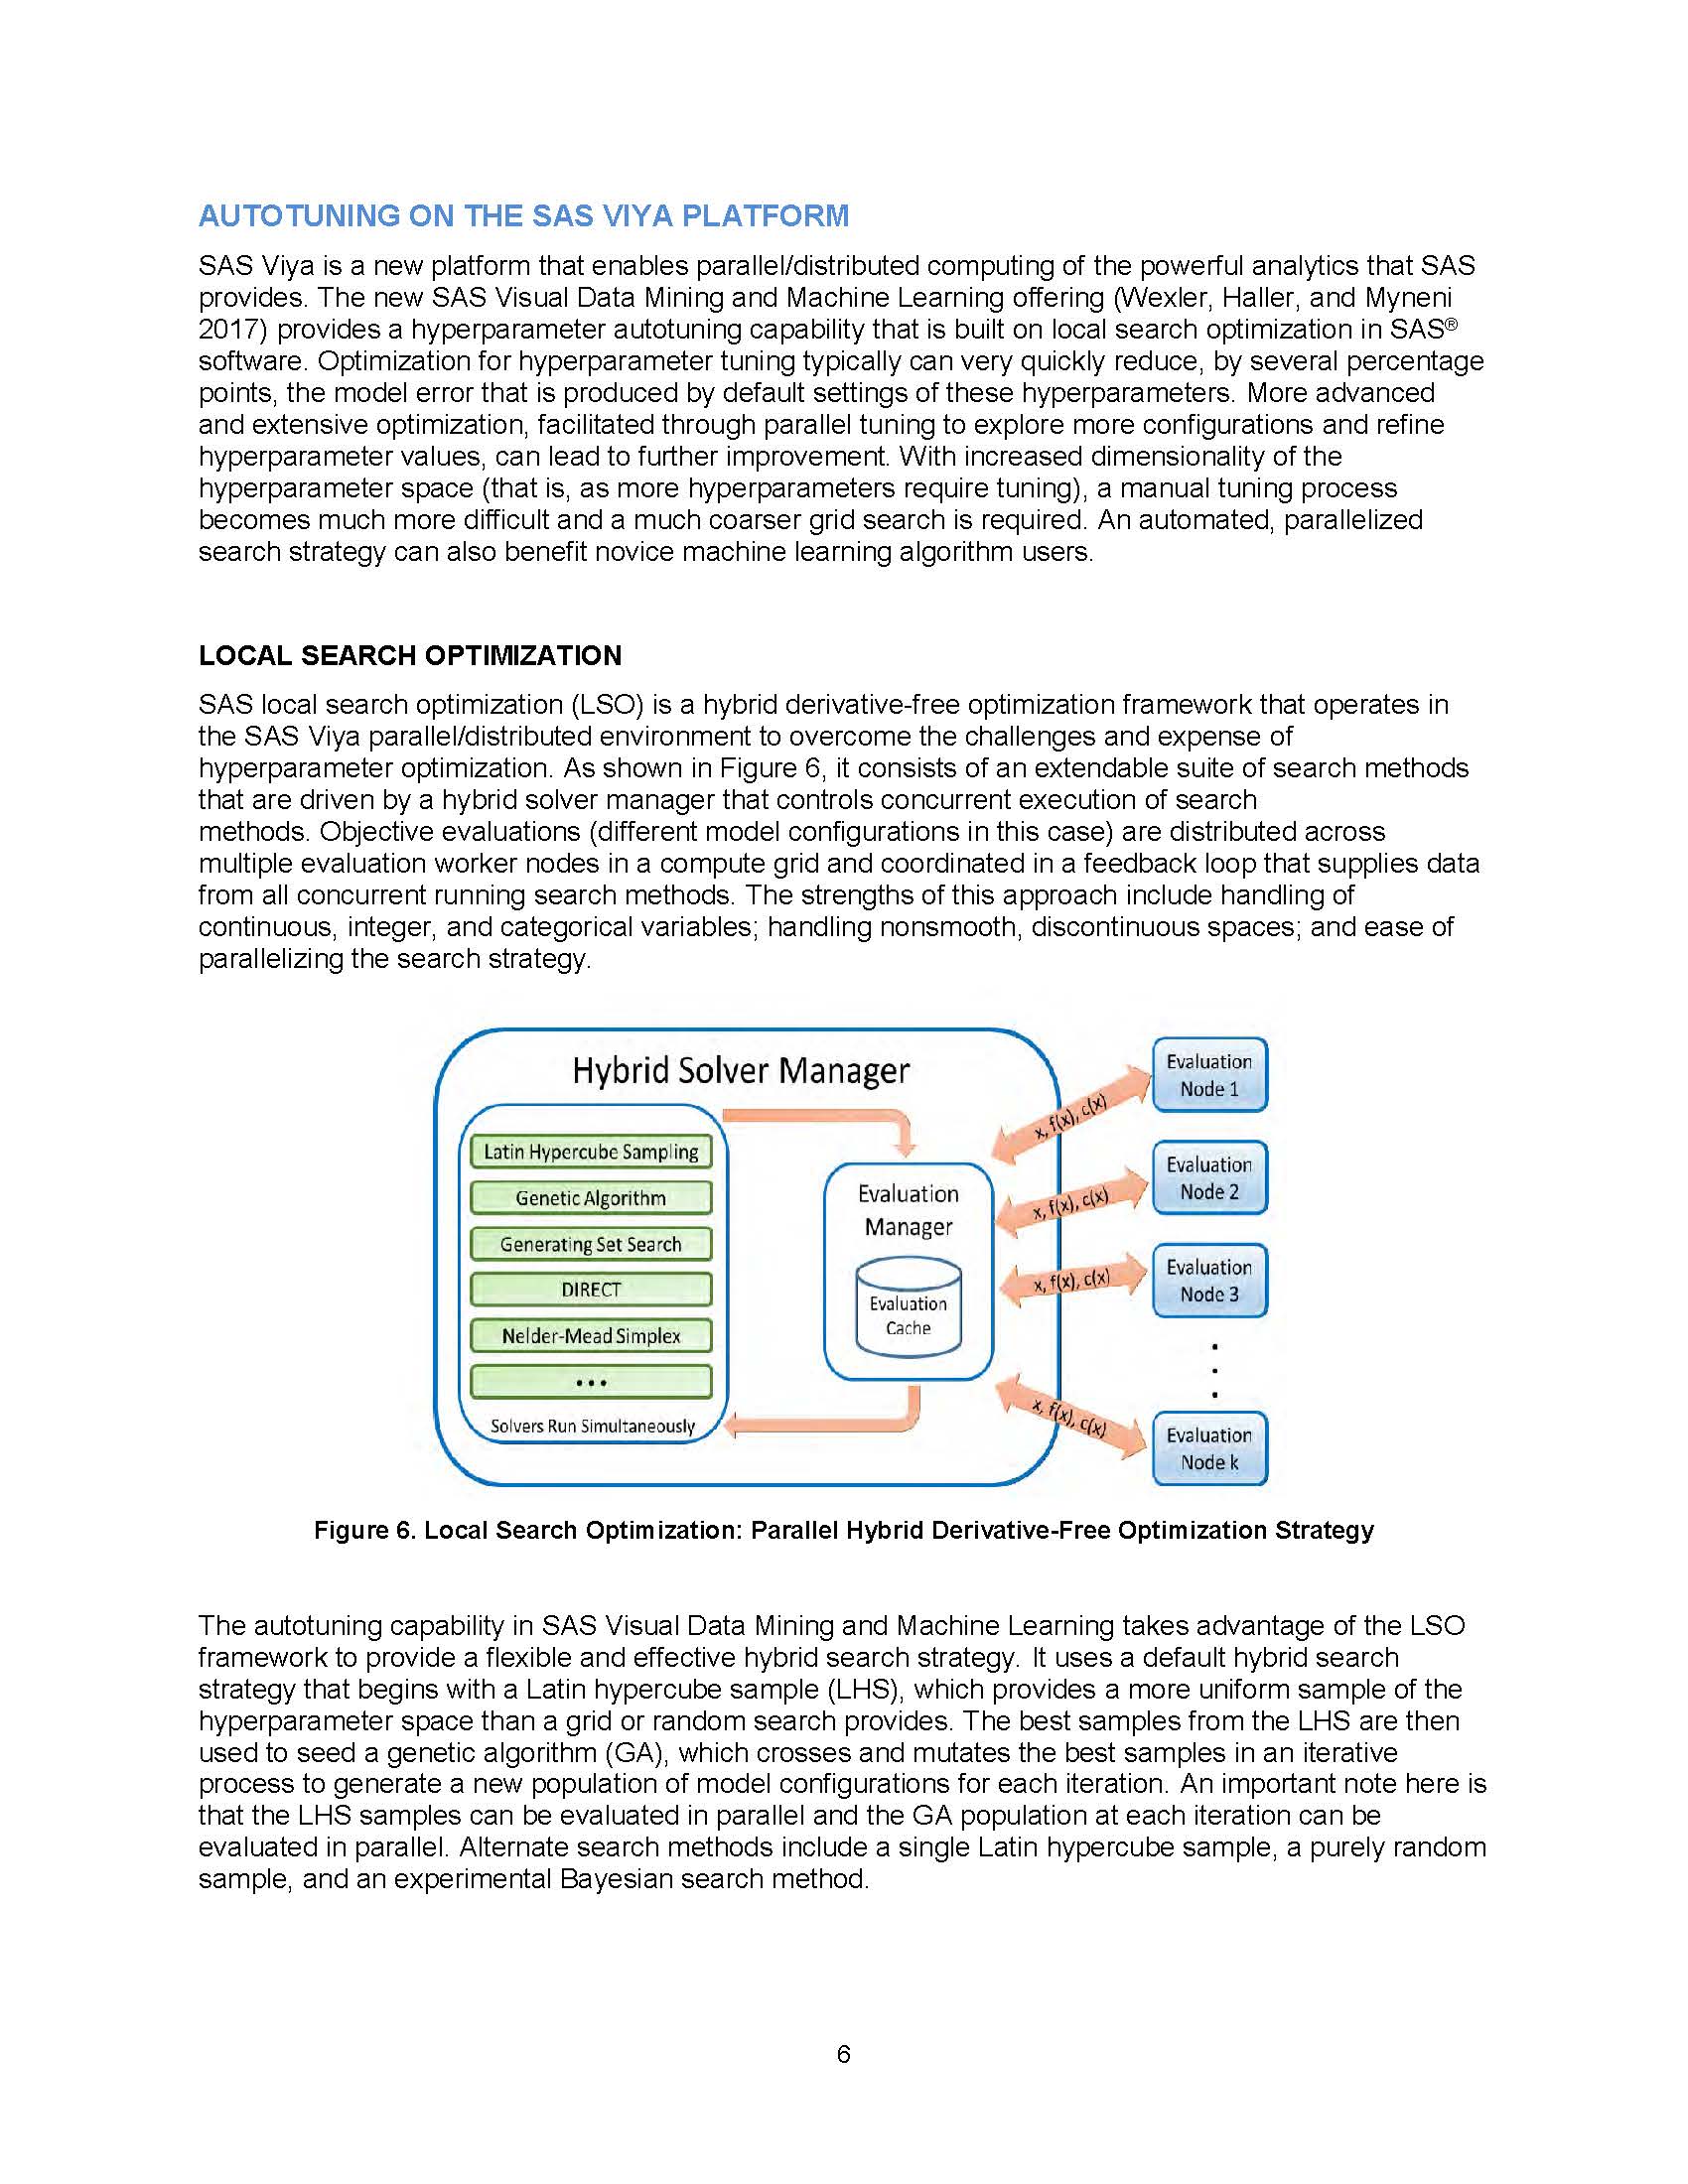 AUTOTUNING ON THE SAS VIYA PLATFORM
SAS Viya is a new platform that enables parallel/distributed computing of the powerful analytics that SAS
provides. The new SAS Visual Data Mining and Machine Learning offering (Wexler, Haller, and Myneni
2017) provides a hyperparameter autotuning capability that is built on local search optimization in SAS®
software. Optimization for hyperparameter tuning typically can very quickly reduce, by several percentage
points, the model error that is produced by default settings of these hyperparameters. More advanced
and extensive optimization, facilitated through parallel tuning to explore more configurations and refine
hyperparameter values, can lead to further improvement. With increased dimensionality of the
hyperparameter space (that is, as more hyperparameters require tuning), a manual tuning process
becomes much more difficult and a much coarser grid search is required. An automated, parallelized
search strategy can also benefit novice machine learning algorithm users.
LOCAL SEARCH OPTIMIZATION
SAS local search optimization (LSO) is a hybrid derivative-free optimization framework that operates in
the SAS Viya parallel/distributed environment to overcome the challenges and expense of
hyperparameter optimization. As shown in Figure 6, it consists of an extendable suite of search methods
that are driven by a hybrid solver manager that controls concurrent execution of search
methods. Objective evaluations (different model configurations in this case) are distributed across
multiple evaluation worker nodes in a compute grid and coordinated in a feedback loop that supplies data
from all concurrent running search methods. The strengths of this approach include handling of
continuous, integer, and categorical variables; handling nonsmooth, discontinuous spaces; and ease of
parallelizing the search strategy.
Hybrid Solver Manager
Latin Hypercube Sampling
Genetic Algorithm
Generating Set Search
DIRECT
Nelder-Mead Simplex
• • •
Solvers Run Simultaneously
Evaluation
Manager
Evaluation
Cache
x, f(x), c(x)
x, f(x), c(x)
x, f(x), c(x)
x, f(x), c(x)
Evaluation
Node 1
Evaluation
Node 2
Evaluation
Node 3
Evaluation
Node k
Figure 6. Local Search Optimization: Parallel Hybrid Derivative-Free Optimization Strategy
The autotuning capability in SAS Visual Data Mining and Machine Learning takes advantage of the LSO
framework to provide a flexible and effective hybrid search strategy. It uses a default hybrid search
strategy that begins with a Latin hypercube sample (LHS), which provides a more uniform sample of the
hyperparameter space than a grid or random search provides. The best samples from the LHS are then
used to seed a genetic algorithm (GA), which crosses and mutates the best samples in an iterative
process to generate a new population of model configurations for each iteration. An important note here is
that the LHS samples can be evaluated in parallel and the GA population at each iteration can be
evaluated in parallel. Alternate search methods include a single Latin hypercube sample, a purely random
sample, and an experimental Bayesian search method.
6